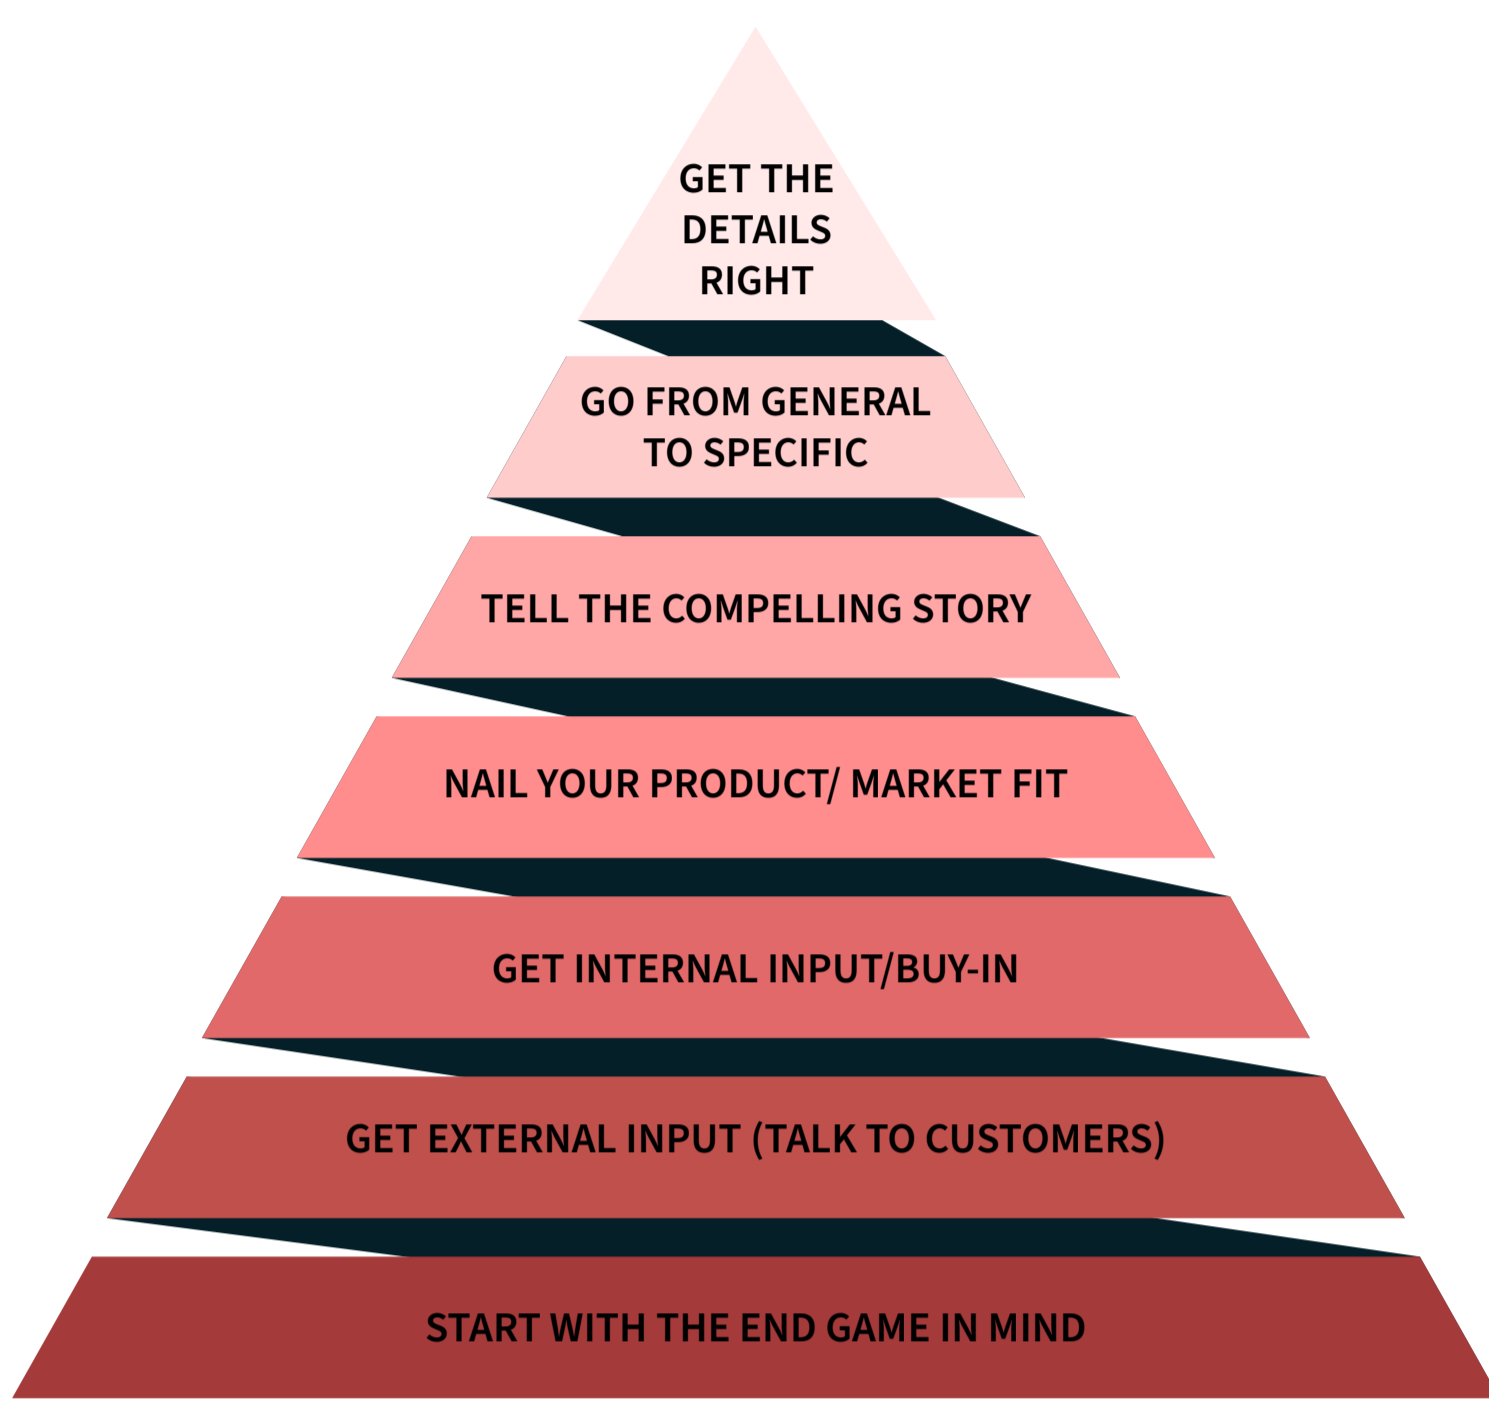 GET THE
DETAILS
RIGHT
GO FROM GENERAL
TO SPECIFIC
TELL THE COMPELLING STORY
NAIL YOUR PRODUCT/ MARKET FIT
GET INTERNAL INPUT/BUY-IN
GET EXTERNAL INPUT (TALK TO CUSTOMERS)
START WITH THE END GAME IN MIND